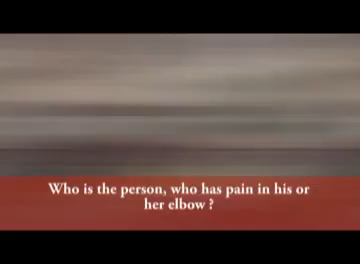 Who is the person, who has pain in his or
her elbow ?